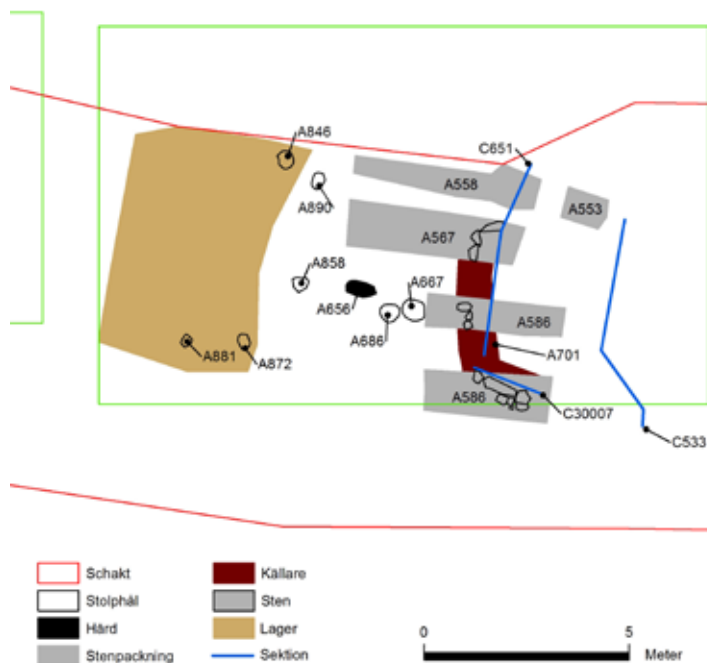 A846
C651
A558
A890
A553
A567
A858
A667
A656
A586
A686
A701
A881
A872
A586
C30007
C533
Schakt
Källare
Stolphål
Sten
Härd
Lager
Stenpackning
Sektion
0
5
Meter